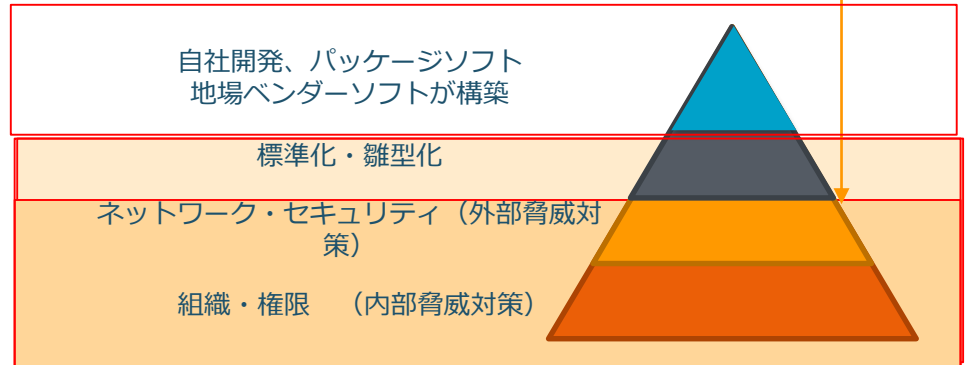 自社開発、パッケージソフト
地場ベンダーソフトが構築
標準化・雛型化
ネットワーク・セキュリティ（外部脅威対
策）
組織・権限　（内部脅威対策）